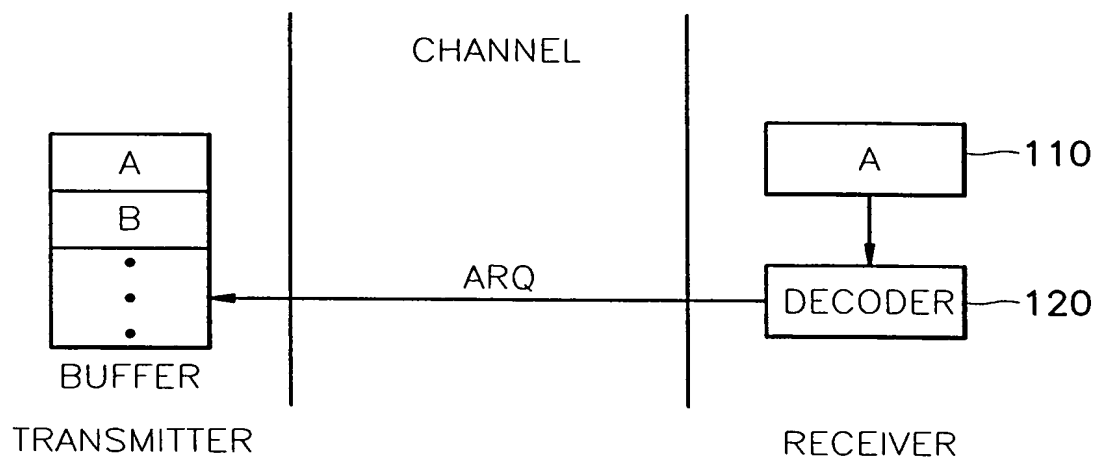 CHANNEL
A
B
BUFFER
TRANSMITTER
ARQ
A
110
DECODER
120
RECEIVER